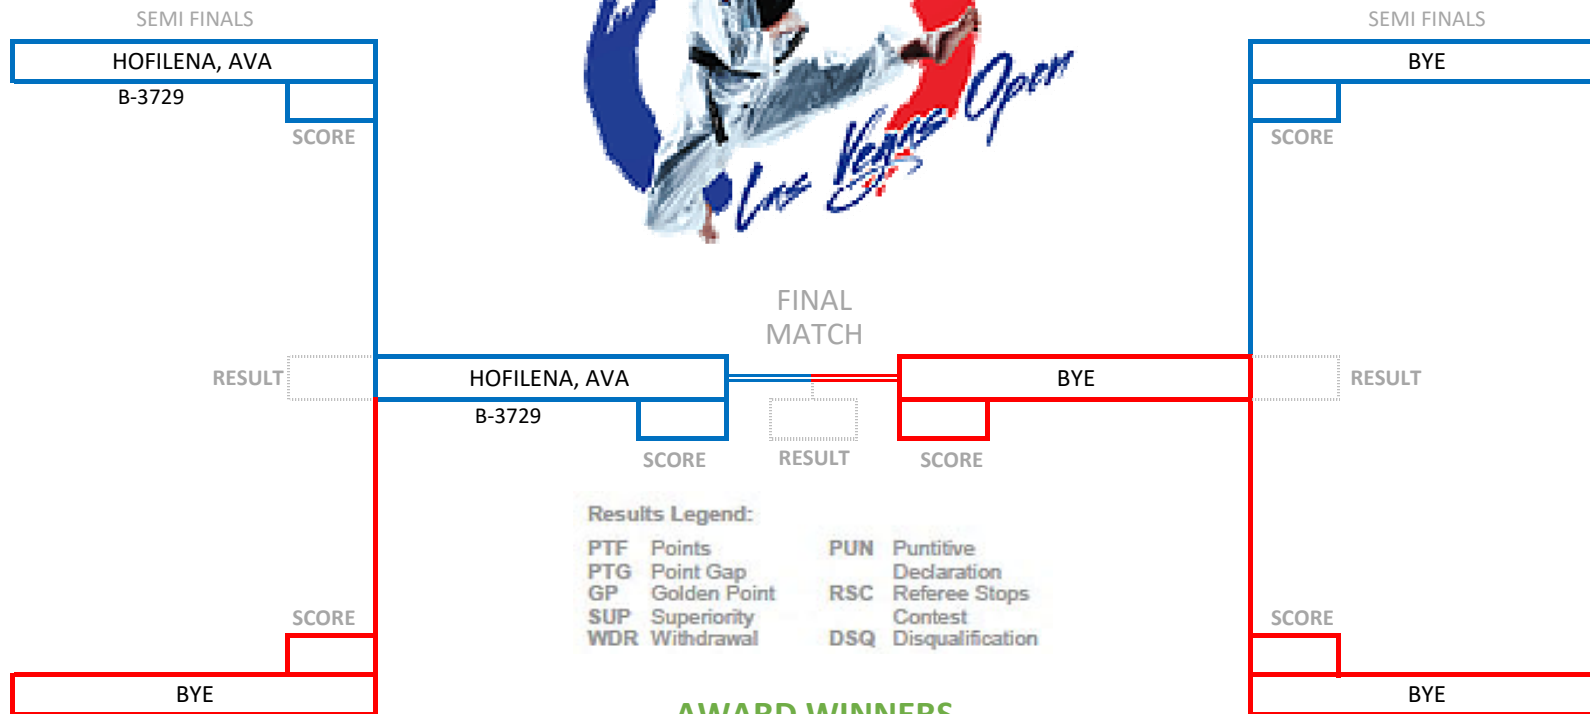 SEMI FINALS
SEMI FINALS
HOFILENA, AVA
BYE
B-3729
SCORE
SCORE
Las Vegas Open
FINAL
MATCH
RESULT
HOFILENA, AVA
BYE
RESULT
B-3729
SCORE
RESULT
SCORE
Results Legend:
PTF Points
PTG Point Gap
GP Golden Point
SUP Superiority
WDR Withdrawal
PUN Puntitive
Declaration
RSC Referee Stops
Contest
DSQ Disqualification
SCORE
SCORE
BYE
BYE
AWARD WINNERS